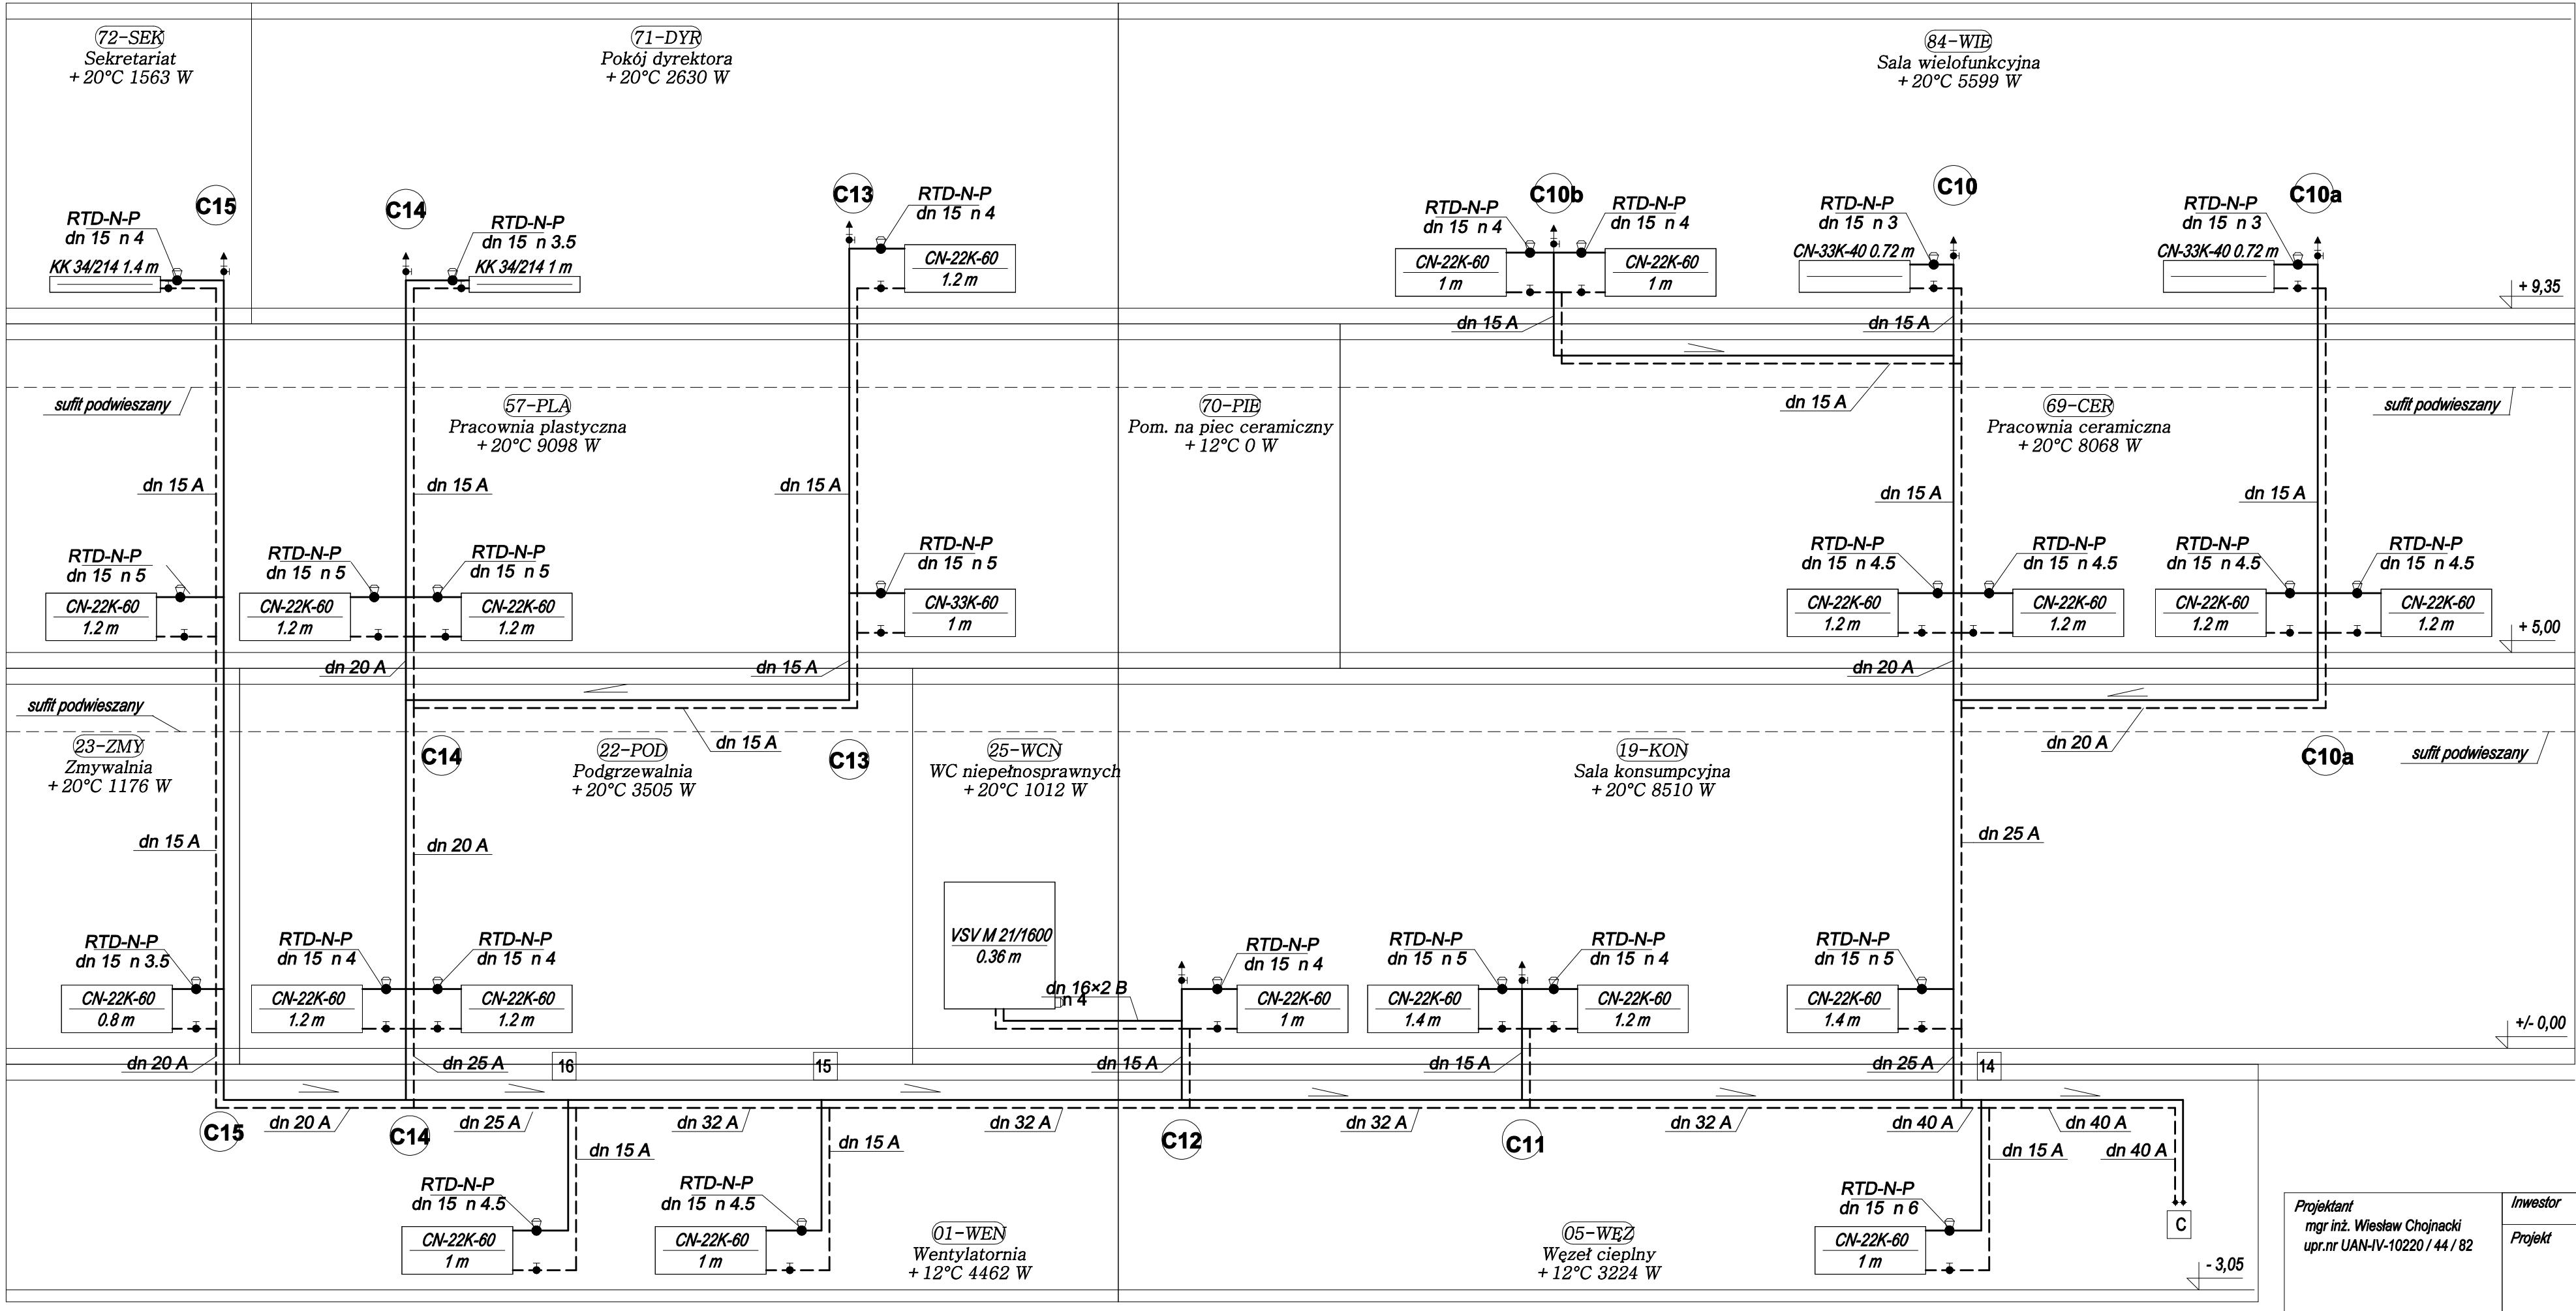 72-SEK
Sekretariat
+20°C 1563 W
71-DYR
Pokój dyrektora
+20°C 2630 W
84-WIE
Sala wielofunkcyjna
+20°C 5599 W
C15
RTD-N-P
dn 15 n 4
KK 34/214 1.4 m
C14
RTD-N-P
dn 15 n 3.5
KK 34/214 1 m
C13
RTD-N-P
dn 15 n 4
CN-22K-60
1.2 m
C10b
RTD-N-P
dn 15 n 4
CN-22K-60
1 m
RTD-N-P
dn 15 n 4
CN-22K-60
1 m
C10
RTD-N-P
dn 15 n 3
CN-33K-40 0.72 m
C10a
RTD-N-P
dn 15 n 3
CN-33K-40 0.72 m
+ 9,35
dn 15 A
dn 15 A
dn 15 A
sufit podwieszany
57-PLA
Pracownia plastyczna
+20°C 9098 W
70-PIE
Pom. na piec ceramiczny
+12°C 0 W
69-CER
Pracownia ceramiczna
+20°C 8068 W
sufit podwieszany
dn 15 A
dn 15 A
dn 15 A
dn 15 A
dn 15 A
RTD-N-P
dn 15 n 5
CN-22K-60
1.2 m
RTD-N-P
dn 15 n 5
CN-22K-60
1.2 m
RTD-N-P
dn 15 n 5
CN-22K-60
1.2 m
RTD-N-P
dn 15 n 5
CN-33K-60
1 m
RTD-N-P
dn 15 n 4.5
CN-22K-60
1.2 m
RTD-N-P
dn 15 n 4.5
CN-22K-60
1.2 m
RTD-N-P
dn 15 n 4.5
CN-22K-60
1.2 m
RTD-N-P
dn 15 n 4.5
CN-22K-60
1.2 m
+ 5,00
dn 20 A
dn 15 A
dn 20 A
sufit podwieszany
dn 15 A
dn 20 A
sufit podwieszany
C14
C13
C10a
23-ZMY
Zmywalnia
+20°C 1176 W
22-POD
Podgrzewalnia
+20°C 3505 W
25-WCN
WC niepełnosprawnych
+20°C 1012 W
19-KON
Sala konsumpcyjna
+20°C 8510 W
dn 15 A
dn 20 A
dn 25 A
RTD-N-P
dn 15 n 3.5
CN-22K-60
0.8 m
RTD-N-P
dn 15 n 4
CN-22K-60
1.2 m
RTD-N-P
dn 15 n 4
CN-22K-60
1.2 m
VSV M 21/1600
0.36 m
dn 16×2 B
n 4
RTD-N-P
dn 15 n 4
CN-22K-60
1 m
RTD-N-P
dn 15 n 5
CN-22K-60
1.4 m
RTD-N-P
dn 15 n 4
CN-22K-60
1.2 m
RTD-N-P
dn 15 n 5
CN-22K-60
1.4 m
+/- 0,00
dn 20 A
dn 25 A
16
15
dn 15 A
dn 15 A
dn 25 A
14
C15
dn 20 A
C14
dn 25 A
dn 32 A
dn 32 A
C12
dn 32 A
C11
dn 32 A
dn 40 A
dn 40 A
dn 15 A
dn 15 A
dn 15 A
dn 40 A
RTD-N-P
dn 15 n 4.5
CN-22K-60
1 m
RTD-N-P
dn 15 n 4.5
CN-22K-60
1 m
01-WEN
Wentylatornia
+12°C 4462 W
05-WĘZ
Węzeł cieplny
+12°C 3224 W
RTD-N-P
dn 15 n 6
CN-22K-60
1 m
C
- 3,05
Projektant
mgr inż. Wiesław Chojnacki
upr.nr UAN-IV-10220 / 44 / 82
Inwestor
Projekt